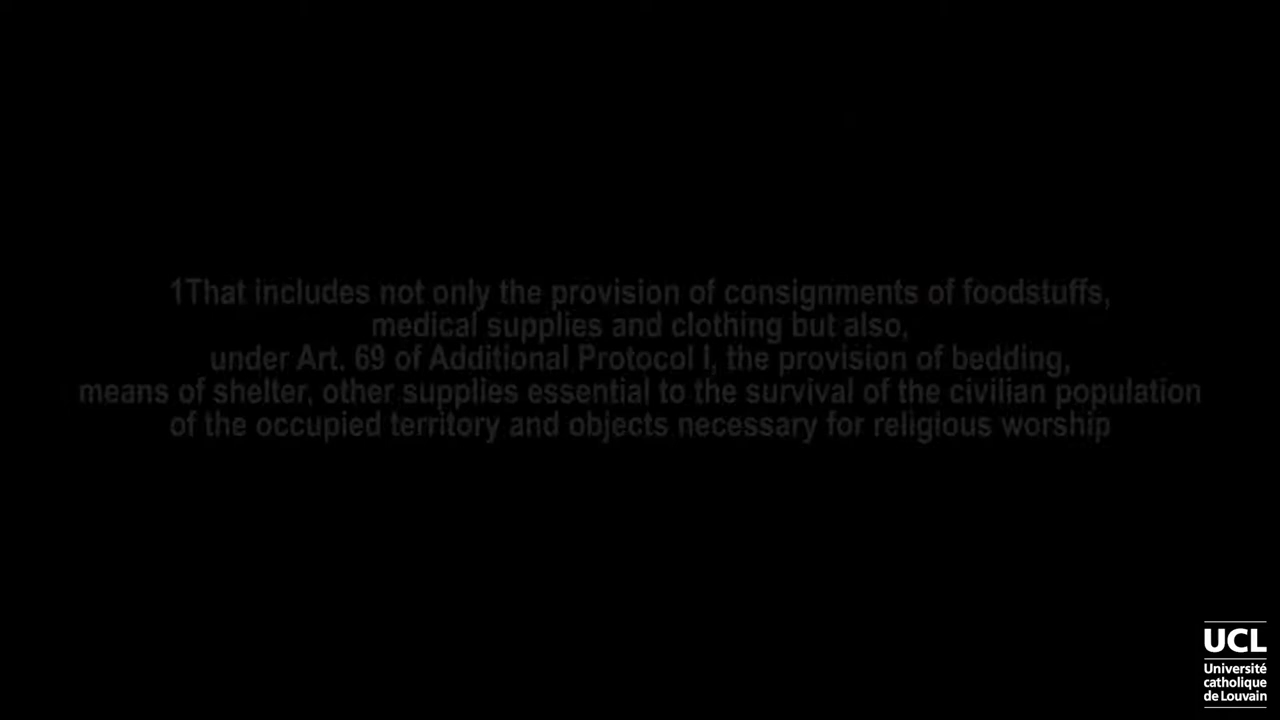 1That includes not only the provision of consignments of foodstuffs,
medical supplies and clothing but also,
under Art. 69 of Additional Protocol I, the provision of bedding,
means of shelter, other supplies essential to the survival of the civilian population
of the occupied territory and objects necessary for religious worship
UCL
Université
catholique
de Louvain